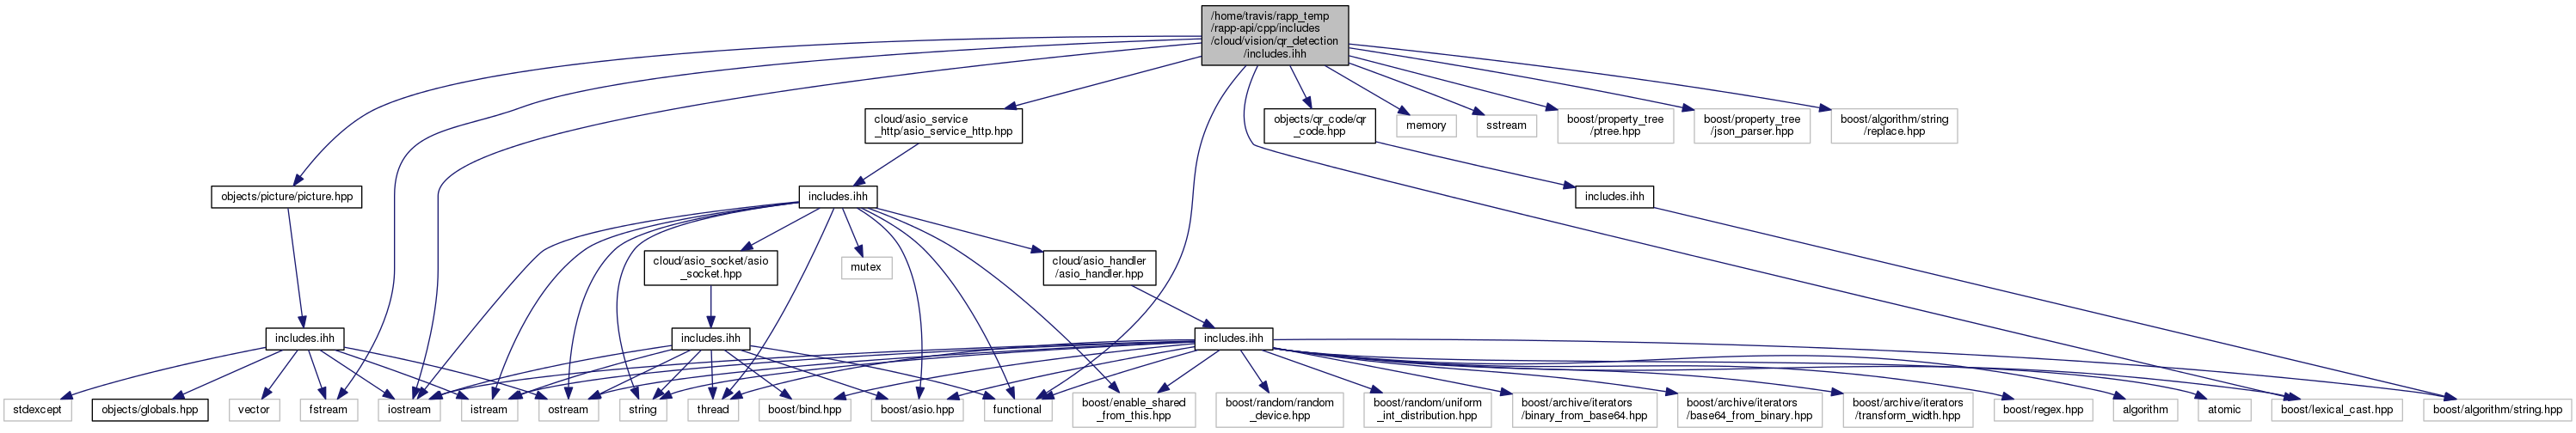 /home/travis/rapp_temp
/rapp-api/cpp/includes
/cloud/vision/qr_detection
/includes.ihh
cloud/asio_service
_http/asio_service_http.hpp
objects/qr_code/qr
_code.hpp
memory
sstream
boost/property_tree
/ptree.hpp
boost/property_tree
/json_parser.hpp
boost/algorithm/string
/replace.hpp
objects/picture/picture.hpp
includes.ihh
includes.ihh
cloud/asio_socket/asio
_socket.hpp
mutex
cloud/asio_handler
/asio_handler.hpp
includes.ihh
includes.ihh
includes.ihh
stdexcept
objects/globals.hpp
vector
fstream
iostream
istream
ostream
string
thread
boost/bind.hpp
boost/asio.hpp
functional
boost/enable_shared
_from_this.hpp
boost/random/random
_device.hpp
boost/random/uniform
_int_distribution.hpp
boost/archive/iterators
/binary_from_base64.hpp
boost/archive/iterators
/base64_from_binary.hpp
boost/archive/iterators
/transform_width.hpp
boost/regex.hpp
algorithm
atomic
boost/lexical_cast.hpp
boost/algorithm/string.hpp